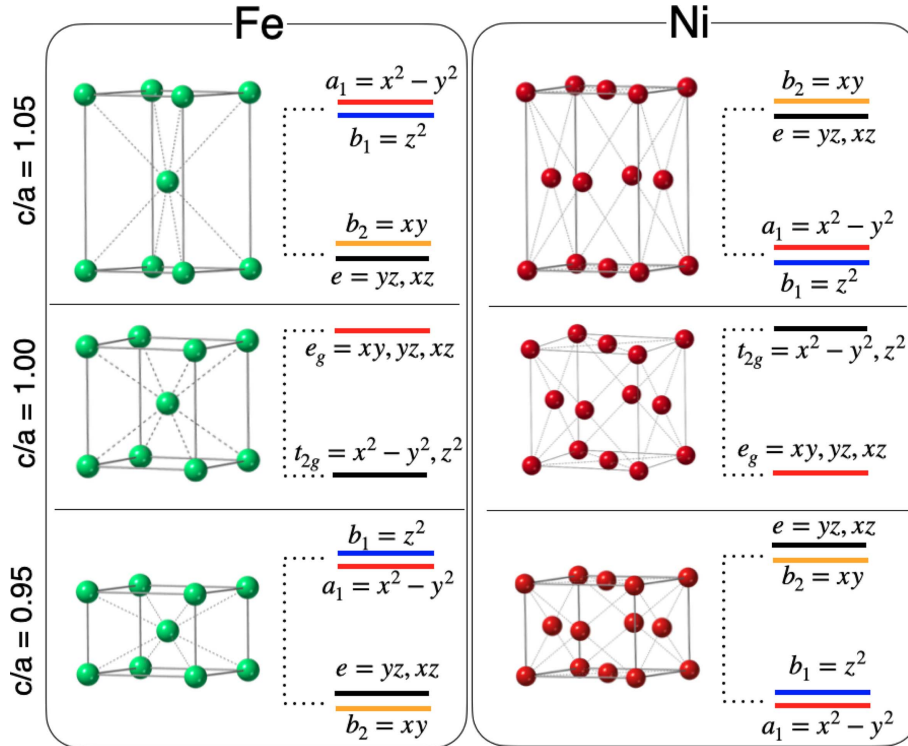 Fe
Ni
c/a = 1.05
a₁ = x² − y²
b₁ = z²
b₂ = xy
e = yz, xz
b₂ = xy
e = yz, xz
a₁ = x² − y²
b₁ = z²
c/a = 1.00
e_g = xy, yz, xz
t₂g = x² − y², z²
t₂g = x² − y², z²
e_g = xy, yz, xz
c/a = 0.95
b₁ = z²
a₁ = x² − y²
e = yz, xz
b₂ = xy
e = yz, xz
b₂ = xy
b₁ = z²
a₁ = x² − y²